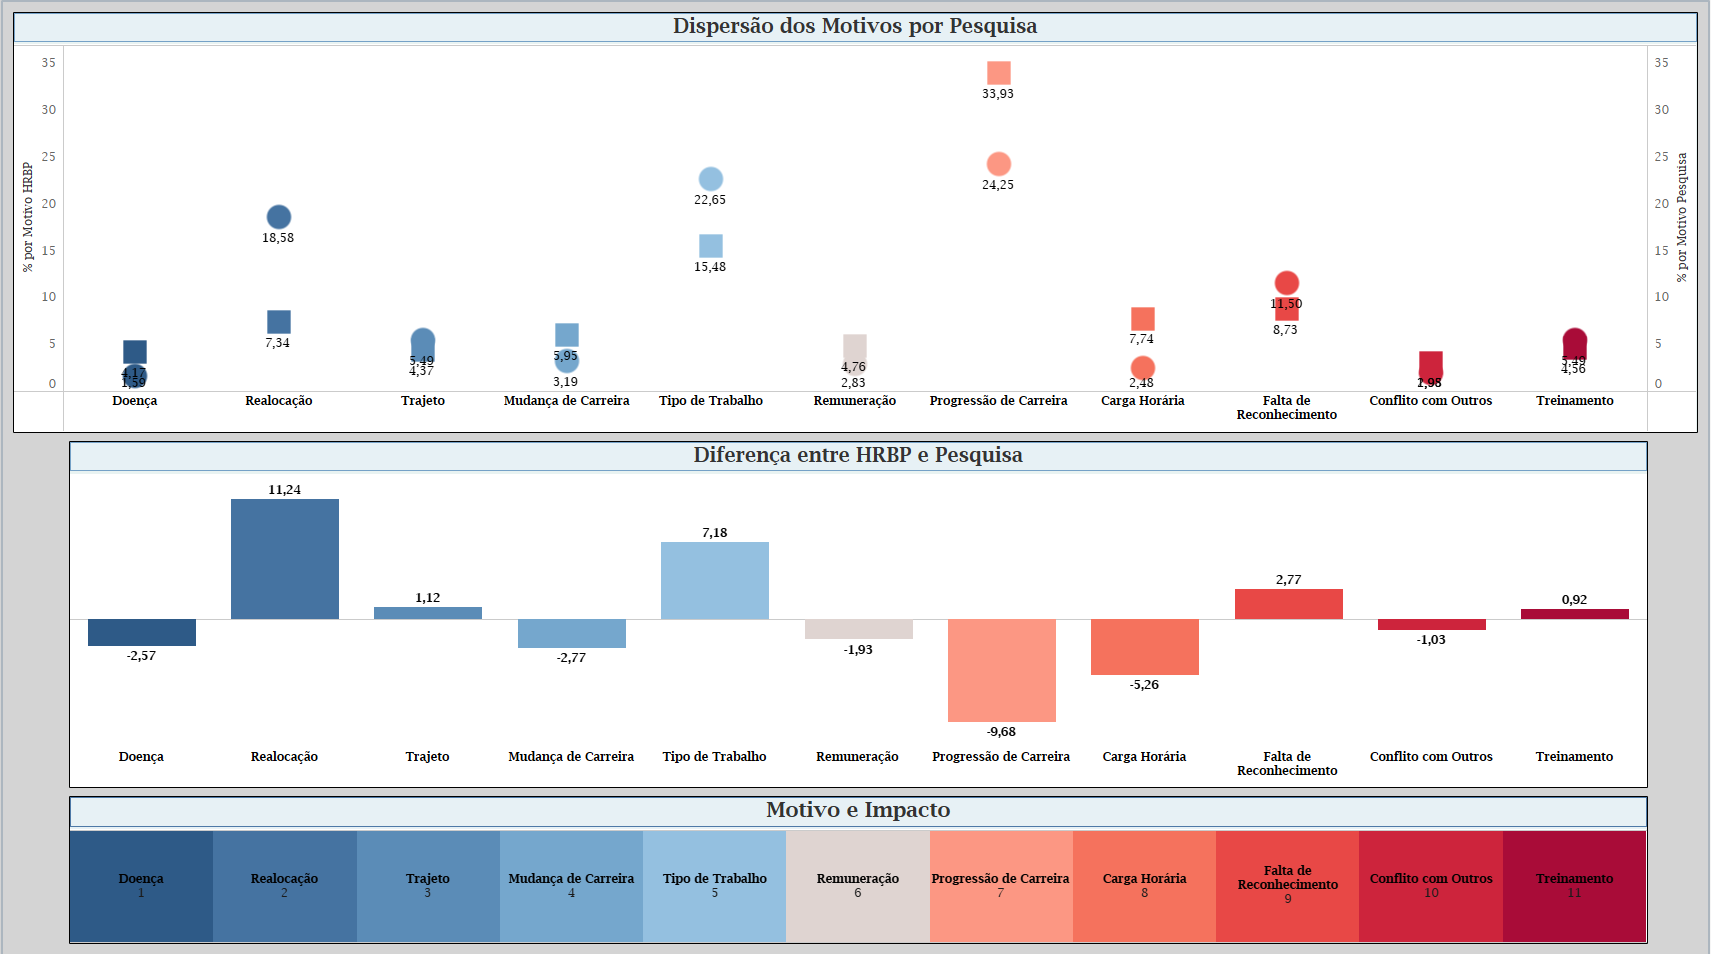 Dispersão dos Motivos por Pesquisa
% por Motivo HRBP
35
30
25
20
15
10
5
0
35
30
25
20
15
10
5
0
% por Motivo Pesquisa
4,17
1,59
18,58
7,34
5,49
4,37
5,95
3,19
22,65
15,48
4,76
2,83
33,93
24,25
7,74
2,48
11,50
8,73
1,98
5,49
4,56
Doença
Realocação
Trajeto
Mudança de Carreira
Tipo de Trabalho
Remuneração
Progressão de Carreira
Carga Horária
Falta de
Reconhecimento
Conflito com Outros
Treinamento
Diferença entre HRBP e Pesquisa
-2,57
11,24
1,12
-2,77
7,18
-1,93
-9,68
-5,26
2,77
-1,03
0,92
Doença
Realocação
Trajeto
Mudança de Carreira
Tipo de Trabalho
Remuneração
Progressão de Carreira
Carga Horária
Falta de
Reconhecimento
Conflito com Outros
Treinamento
Motivo e Impacto
Doença
1
Realocação
2
Trajeto
3
Mudança de Carreira
4
Tipo de Trabalho
5
Remuneração
6
Progressão de Carreira
7
Carga Horária
8
Falta de
Reconhecimento
9
Conflito com Outros
10
Treinamento
11